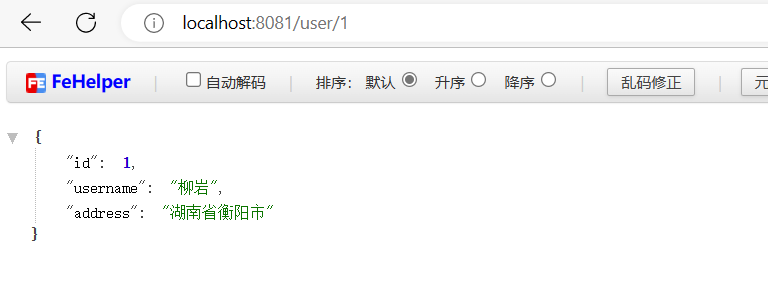 localhost:8081/user/1
FE FeHelper | 自动解码 | 排序： 默认 升序 降序 | 乱码修正 | 元
{
"id": 1,
"username": "柳岩",
"address": "湖南省衡阳市"
}